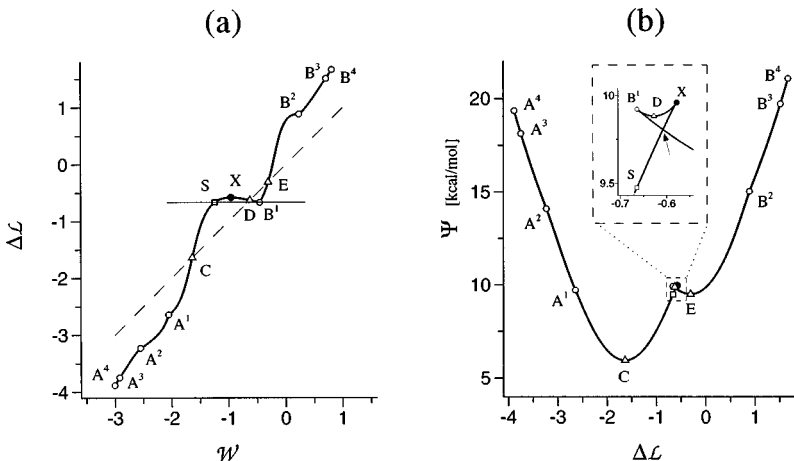 (a)
(b)
ΔL
1
0
-1
-2
-3
-4
-3
-2
-1
0
1
W
A⁴
A³
A²
A¹
C
S
X
D
B¹
E
B²
B³
B⁴
Ψ [kcal/mol]
20
15
10
5
-4
-3
-2
-1
0
1
ΔL
A⁴
A³
A²
A¹
C
E
B²
B³
B⁴
10
9.5
-0.7
-0.6
B¹
D
X
S